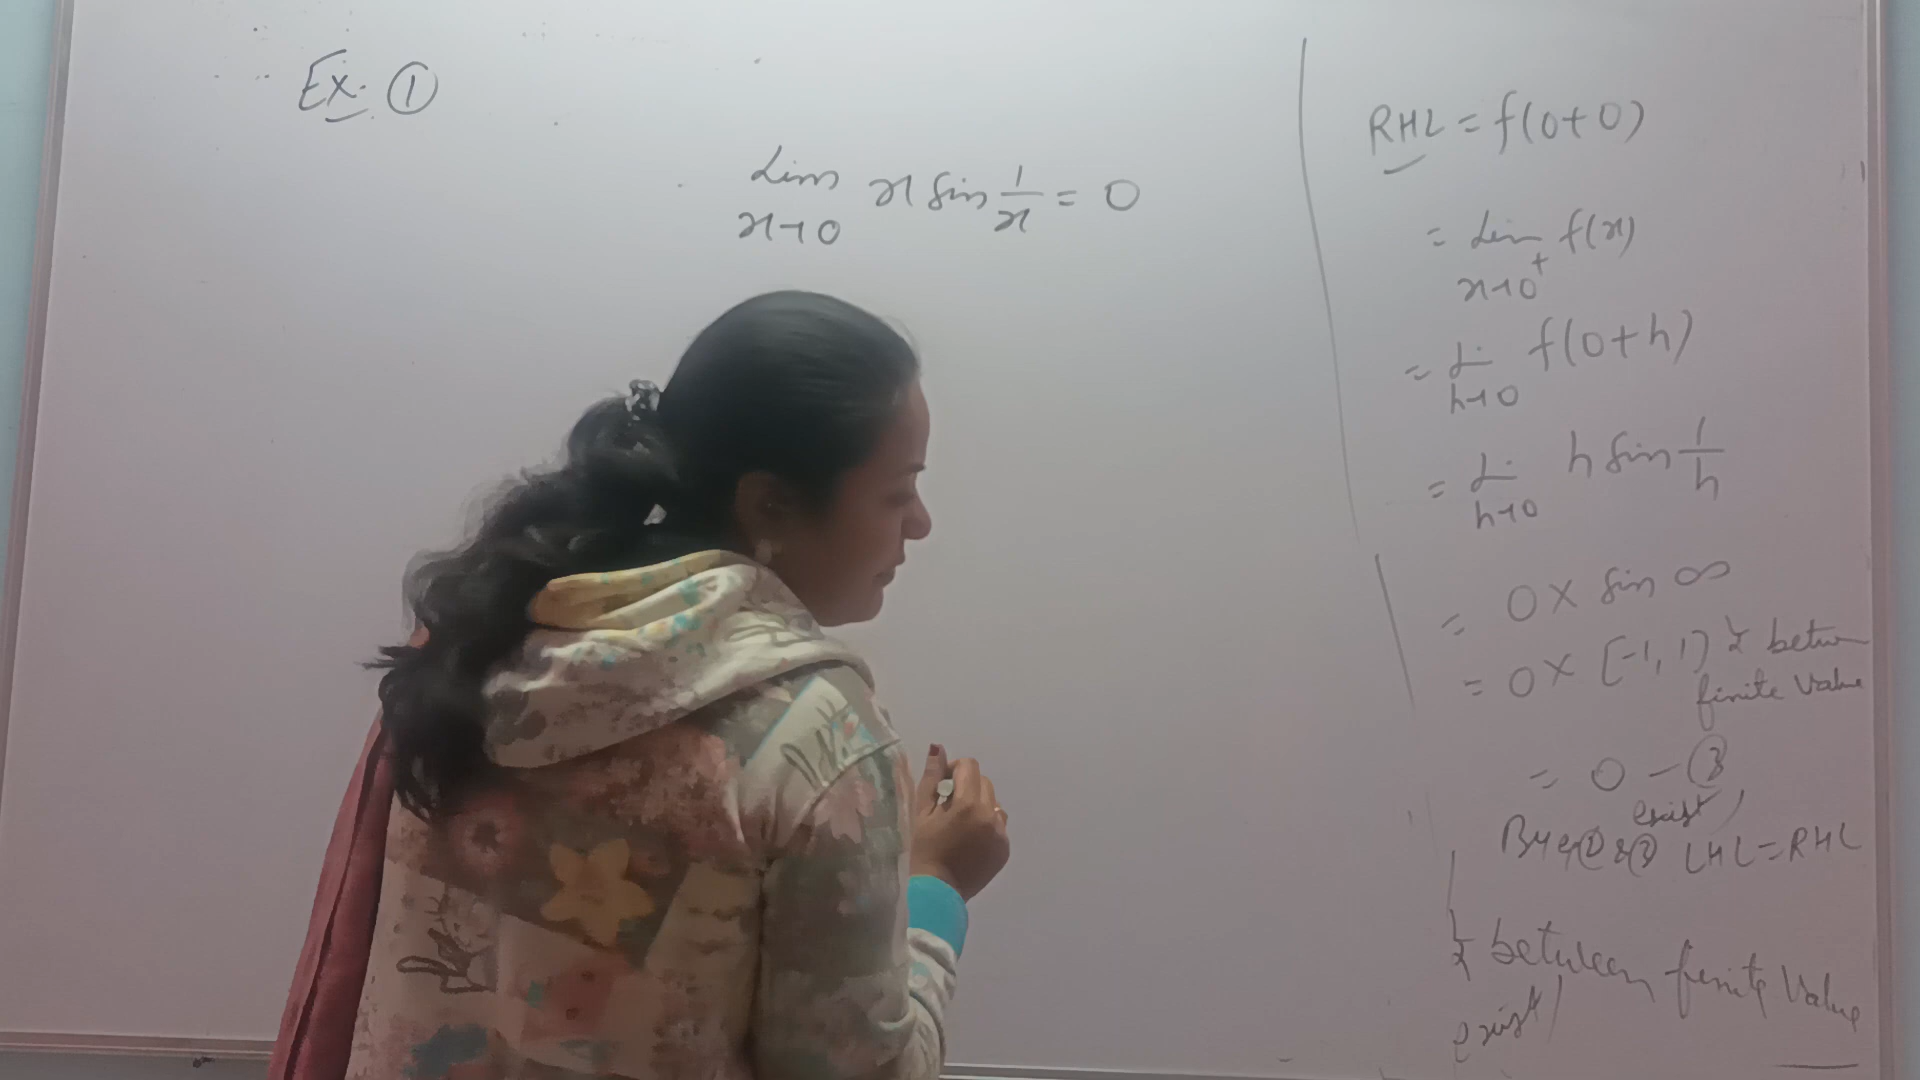 Ex. ①
Lim x→0 x sin 1/x = 0
RHL = f(0+0)
= Lim x→0⁺ f(x)
= Li h→0 f(0+h)
= Li h→0 h sin 1/h
= 0 × sin ∞
= 0 × [-1, 1]
finite value
= 0 – ③
exist
By eq ② & ③ LHL = RHL
between finite value
exist